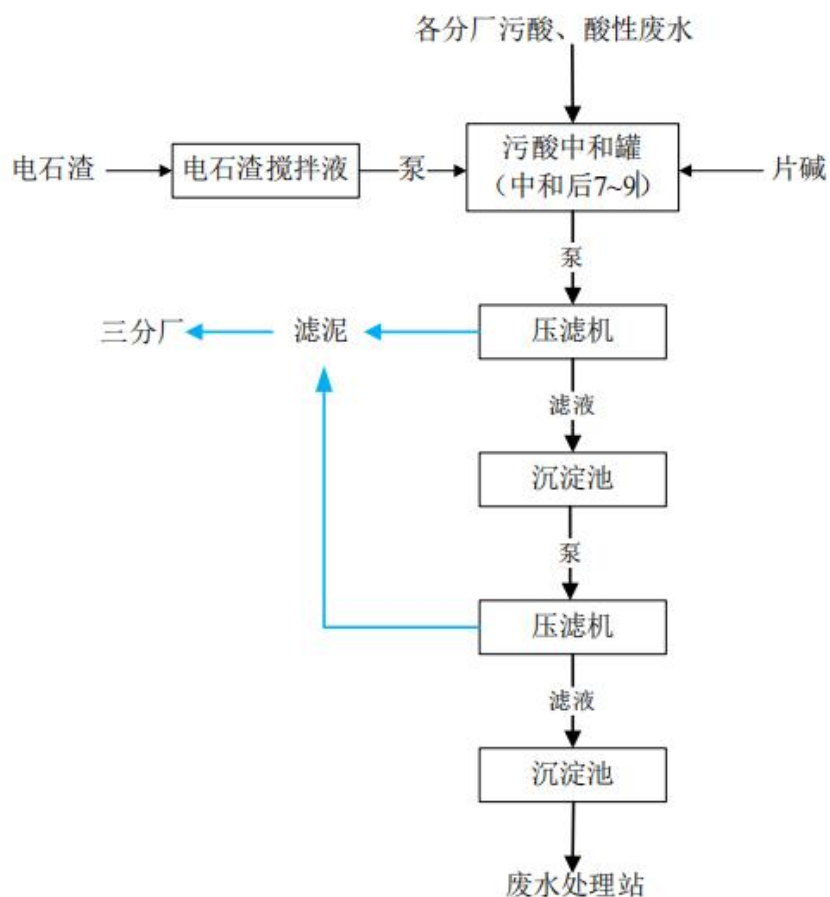 各分厂污酸、酸性废水
电石渣
电石渣搅拌液
泵
污酸中和罐
（中和后7~9）
片碱
泵
三分厂
滤泥
压滤机
滤液
沉淀池
泵
压滤机
滤液
沉淀池
废水处理站